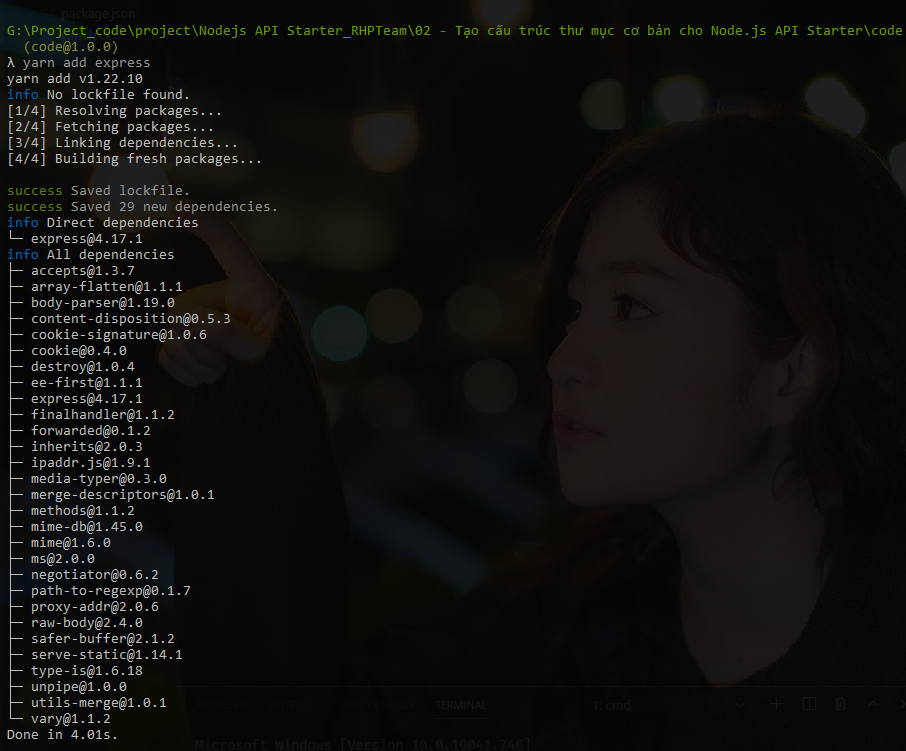 package.json
G:\Project_code\project\Nodejs API Starter_RHPTeam\02 - Tạo cấu trúc thư mục cơ bản cho Node.js API Starter\code
(code@1.0.0)
λ yarn add express
yarn add v1.22.10
info No lockfile found.
[1/4] Resolving packages...
[2/4] Fetching packages...
[3/4] Linking dependencies...
[4/4] Building fresh packages...
success Saved lockfile.
success Saved 29 new dependencies.
info Direct dependencies
└─ express@4.17.1
info All dependencies
├─ accepts@1.3.7
├─ array-flatten@1.1.1
├─ body-parser@1.19.0
├─ content-disposition@0.5.3
├─ cookie-signature@1.0.6
├─ cookie@0.4.0
├─ destroy@1.0.4
├─ ee-first@1.1.1
├─ express@4.17.1
├─ finalhandler@1.1.2
├─ forwarded@0.1.2
├─ inherits@2.0.3
├─ ipaddr.js@1.9.1
├─ media-typer@0.3.0
├─ merge-descriptors@1.0.1
├─ methods@1.1.2
├─ mime-db@1.45.0
├─ mime@1.6.0
├─ ms@2.0.0
├─ negotiator@0.6.2
├─ path-to-regexp@0.1.7
├─ proxy-addr@2.0.6
├─ raw-body@2.4.0
├─ safer-buffer@2.1.2
├─ serve-static@1.14.1
├─ type-is@1.6.18
├─ unpipe@1.0.0
├─ utils-merge@1.0.1
└─ vary@1.1.2
TERMINAL 1: cmd
Done in 4.01s.
Microsoft Windows [Version 10.0.19041.746]